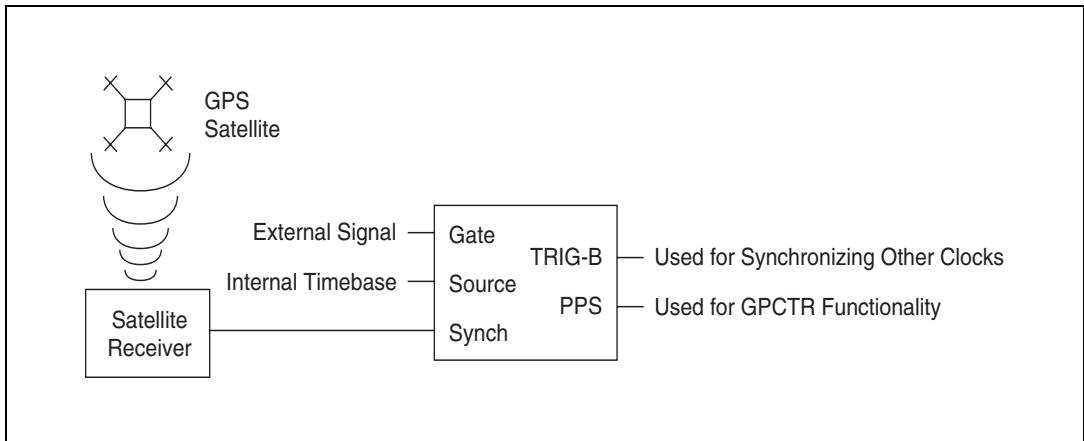 GPS
Satellite
External Signal
Gate
TRIG-B
Used for Synchronizing Other Clocks
Internal Timebase
Source
PPS
Used for GPCTR Functionality
Satellite
Receiver
Synch